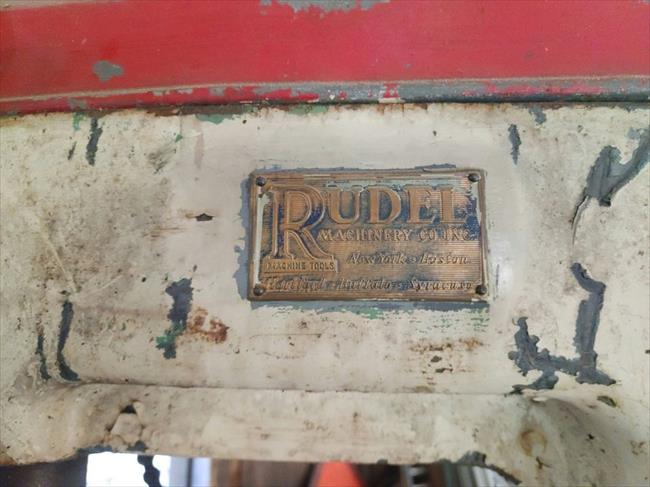 RUDEL
MACHINERY CO. INC.
MACHINE TOOLS
New York - Boston
Hartford - Buffalo - Syracuse